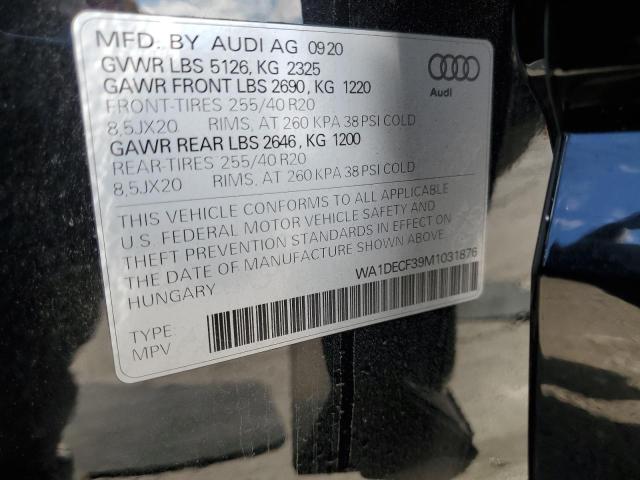 MFD. BY AUDI AG 09 20
GVWR LBS 5126, KG 2325
GAWR FRONT LBS 2690, KG 1220
FRONT-TIRES 255/40 R20
8,5JX20 RIMS, AT 260 KPA 38 PSI COLD
GAWR REAR LBS 2646, KG 1200
REAR-TIRES 255/40 R20
8,5JX20 RIMS, AT 260 KPA 38 PSI COLD
Audi
THIS VEHICLE CONFORMS TO ALL APPLICABLE
U.S. FEDERAL MOTOR VEHICLE SAFETY AND
THEFT PREVENTION STANDARDS IN EFFECT ON
THE DATE OF MANUFACTURE SHOWN ABOVE.
HUNGARY
WA1DECF39M1031876
TYPE
MPV